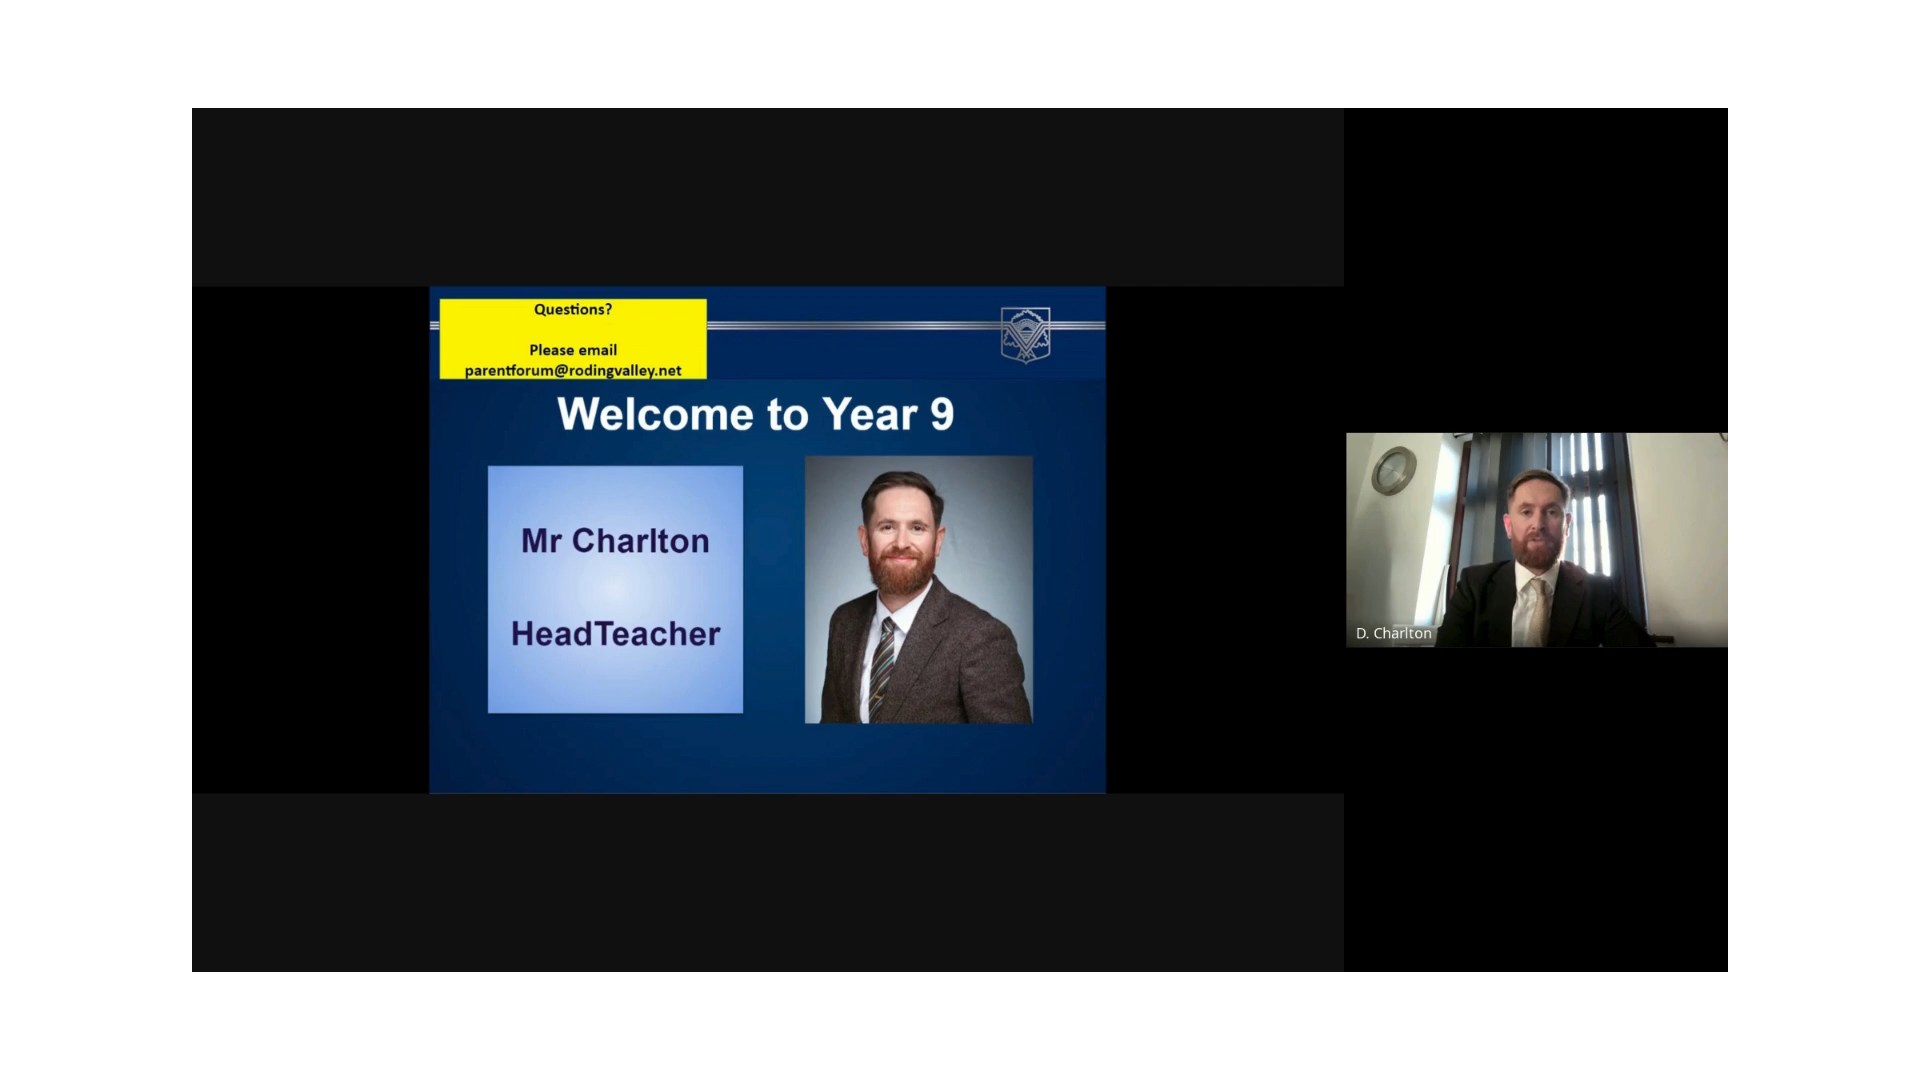 Questions?
Please email
parentforum@rodingvalley.net
Welcome to Year 9
Mr Charlton
HeadTeacher
D. Charlton